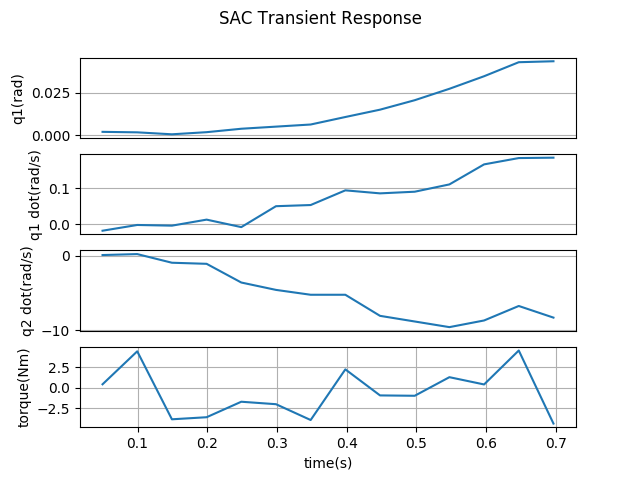 SAC Transient Response
q1(rad)
0.025
0.000
q1 dot(rad/s)
0.1
0.0
q2 dot(rad/s)
0
−10
torque(Nm)
2.5
0.0
−2.5
0.1 0.2 0.3 0.4 0.5 0.6 0.7
time(s)